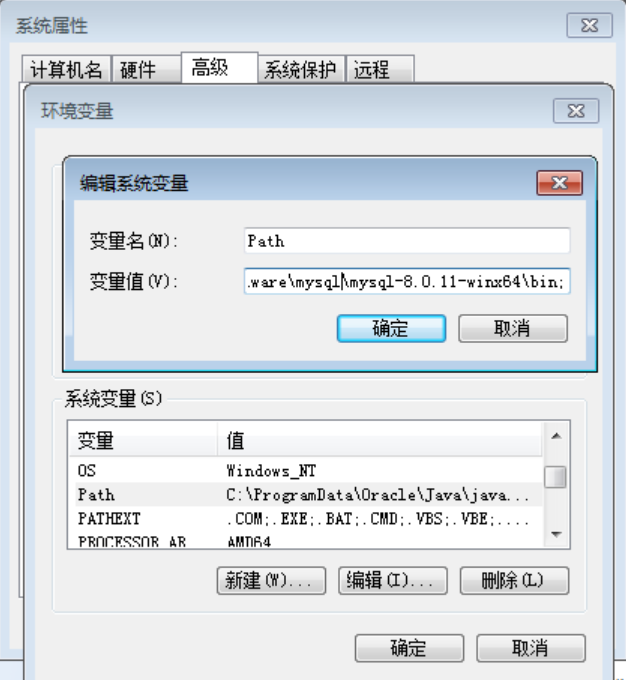 系统属性
计算机名 硬件 高级 系统保护 远程
环境变量
编辑系统变量
变量名(N): Path
变量值(V): .ware\mysql\mysql-8.0.11-winx64\bin;
确定 取消
系统变量(S)
变量 值
OS Windows_NT
Path C:\ProgramData\Oracle\Java\java...
PATHEXT .COM;.EXE;.BAT;.CMD;.VBS;.VBE;....
PROCESSOR_AR AMD64
新建(W)... 编辑(I)... 删除(L)
确定 取消